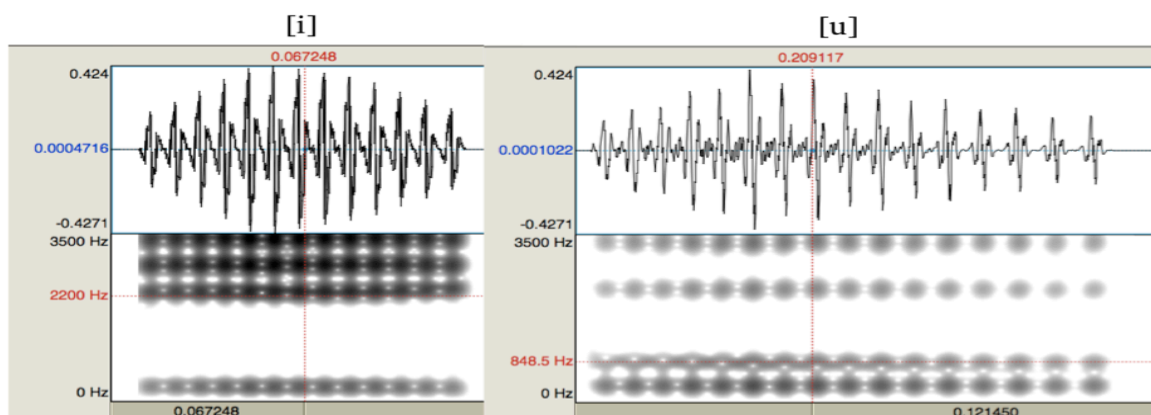 [i] [u]
0.067248 0.209117
0.424 0.424
0.0004716 0.0001022
-0.4271 -0.4271
3500 Hz 3500 Hz
2200 Hz
848.5 Hz
0 Hz 0 Hz
0.067248 0.121450